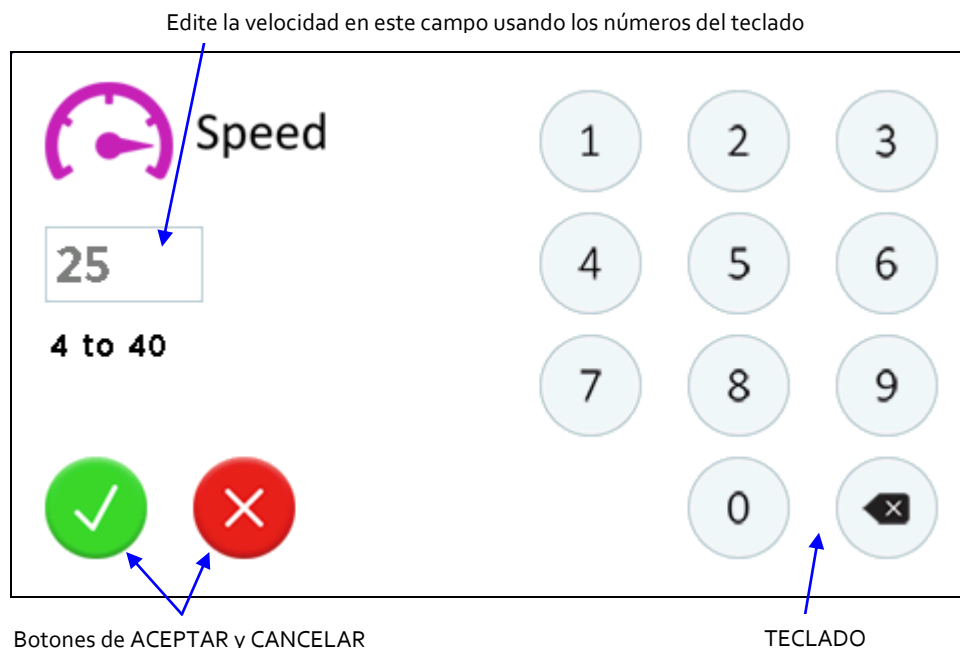 Edite la velocidad en este campo usando los números del teclado
Speed
1 2 3
25
4 5 6
4 to 40
7 8 9
0
Botones de ACEPTAR y CANCELAR
TECLADO